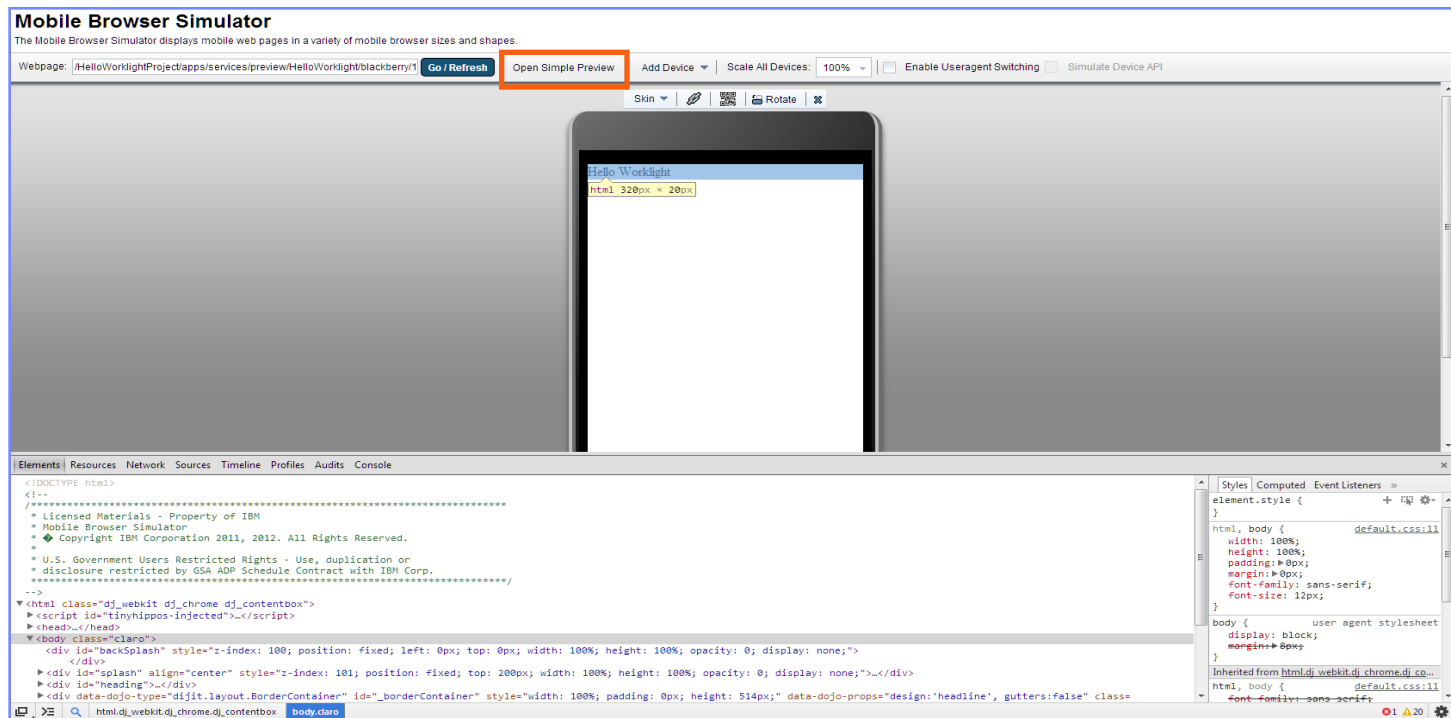 Mobile Browser Simulator
The Mobile Browser Simulator displays mobile web pages in a variety of mobile browser sizes and shapes.
Webpage: /HelloWorklightProject/apps/services/preview/HelloWorklight/blackberry/1 Go / Refresh Open Simple Preview Add Device Scale All Devices: 100% Enable Useragent Switching Simulate Device API
Skin Rotate
Hello Worklight
html 320px × 20px
Elements Resources Network Sources Timeline Profiles Audits Console
<!DOCTYPE html>
<!--
/*******************************************************************************
* Licensed Materials - Property of IBM
* Mobile Browser Simulator
* � Copyright IBM Corporation 2011, 2012. All Rights Reserved.
*
* U.S. Government Users Restricted Rights - Use, duplication or
* disclosure restricted by GSA ADP Schedule Contract with IBM Corp.
*******************************************************************************/
-->
<html class="dj_webkit dj_chrome dj_contentbox">
<script id="tinyhippos-injected">…</script>
<head>…</head>
<body class="claro">
<div id="backSplash" style="z-index: 100; position: fixed; left: 0px; top: 0px; width: 100%; height: 100%; opacity: 0; display: none;">
</div>
<div id="splash" align="center" style="z-index: 101; position: fixed; top: 200px; width: 100%; height: 100%; opacity: 0; display: none;">…</div>
<div id="heading">…</div>
<div data-dojo-type="dijit.layout.BorderContainer" id="_borderContainer" style="width: 100%; padding: 0px; height: 514px;" data-dojo-props="design:'headline', gutters:false" class=
html.dj_webkit.dj_chrome.dj_contentbox body.claro
Styles Computed Event Listeners »
element.style {
}
html, body { default.css:11
width: 100%;
height: 100%;
padding:▶0px;
margin:▶0px;
font-family: sans-serif;
font-size: 12px;
}
body { user agent stylesheet
display: block;
margin:▶8px;
}
Inherited from html.dj_webkit.dj_chrome.dj_co…
html, body { default.css:11
font-family: sans-serif;
1 20